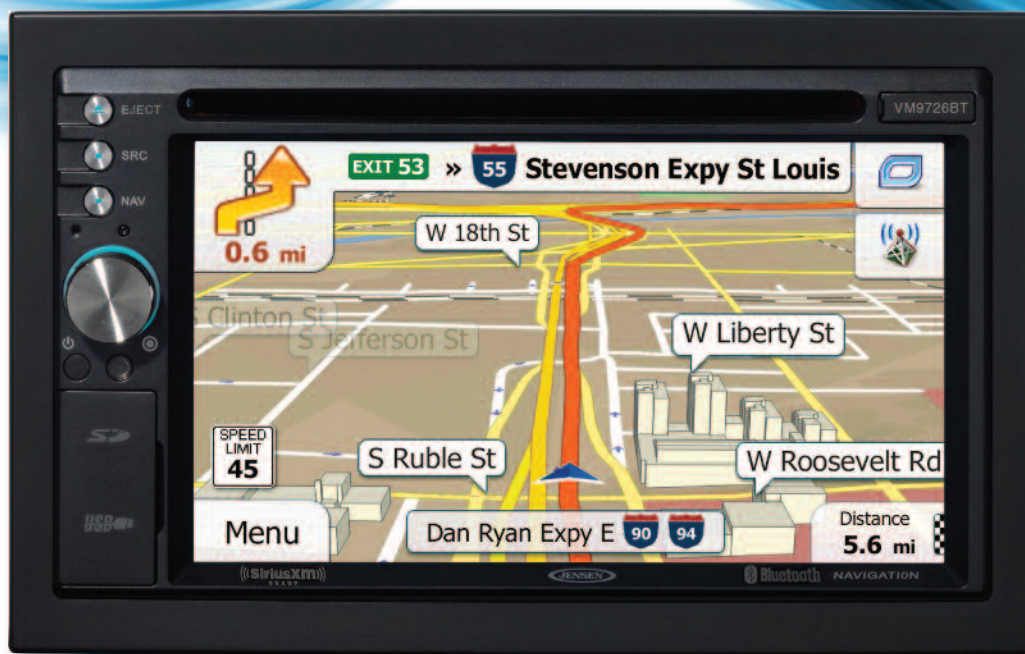 EJECT
VM9726BT
SRC
NAV
EXIT 53 » 55 Stevenson Expy St Louis
0.6 mi
W 18th St
S Clinton St
S Jefferson St
W Liberty St
SPEED
LIMIT
45
S Ruble St
W Roosevelt Rd
Menu
Dan Ryan Expy E 90 94
Distance
5.6 mi
SD
USB
((SiriusXM))
READY
JENSEN
Bluetooth
NAVIGATION